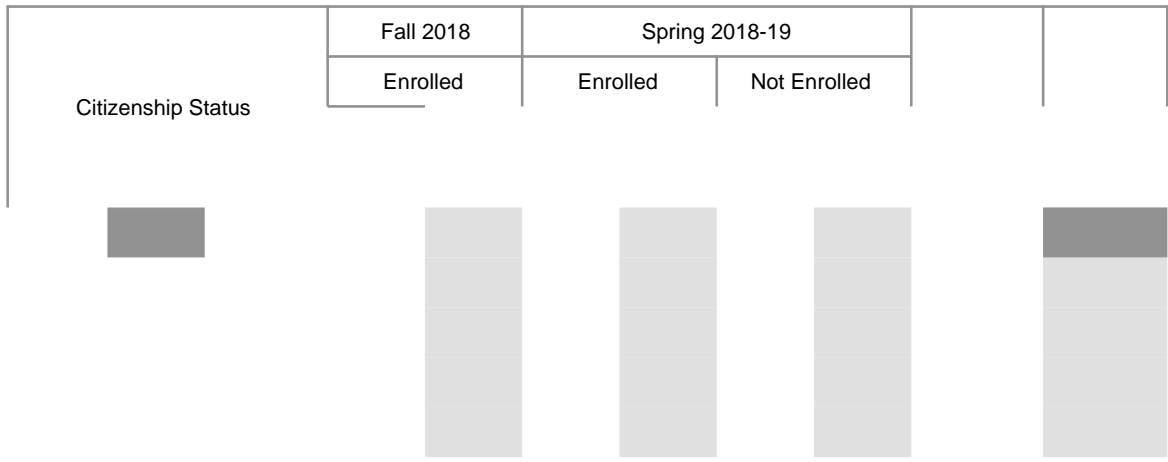 Fall 2018 Spring 2018-19
Enrolled Enrolled Not Enrolled
Citizenship Status